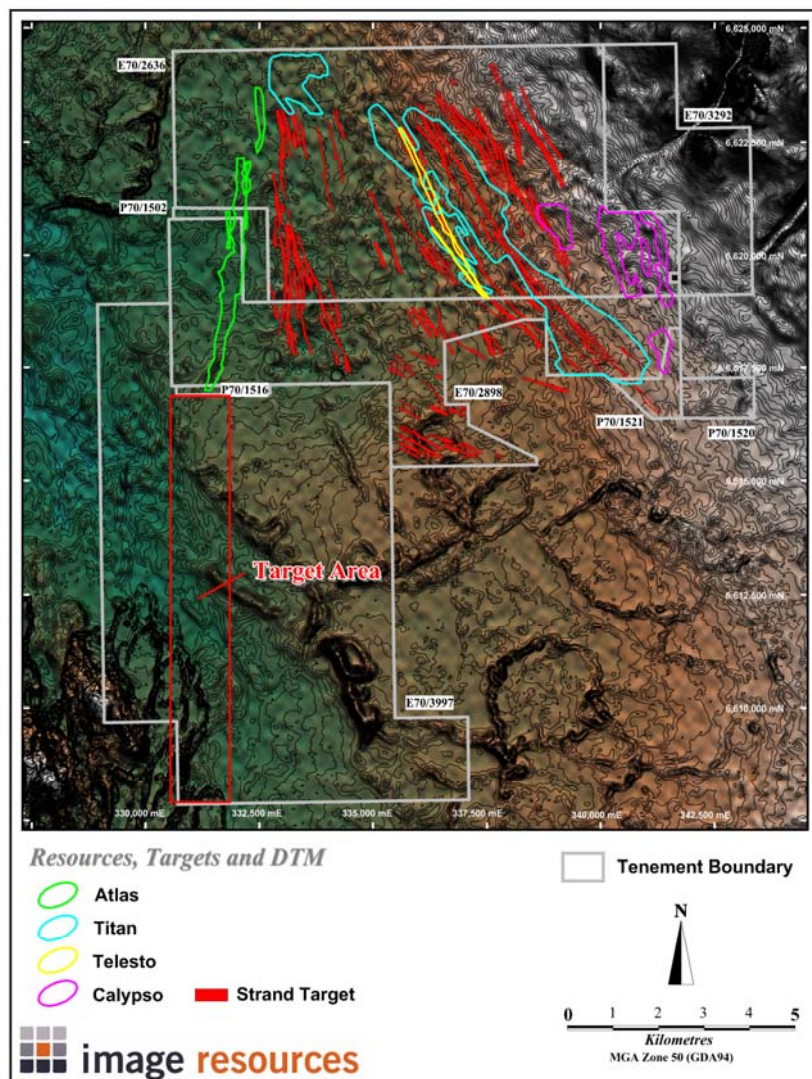 6,625,000 mN
E70/2636
E70/3292
6,622,500 mN
P70/1502
6,620,000 mN
6,617,500 mN
P70/1516
E70/2898
P70/1521
P70/1520
6,615,000 mN
Target Area
6,612,500 mN
E70/3997
6,610,000 mN
330,000 mE
332,500 mE
335,000 mE
337,500 mE
340,000 mE
342,500 mE
Resources, Targets and DTM
Tenement Boundary
Atlas
Titan
Telesto
Calypso
Strand Target
N
0 1 2 3 4 5
Kilometres
MGA Zone 50 (GDA94)
image resources